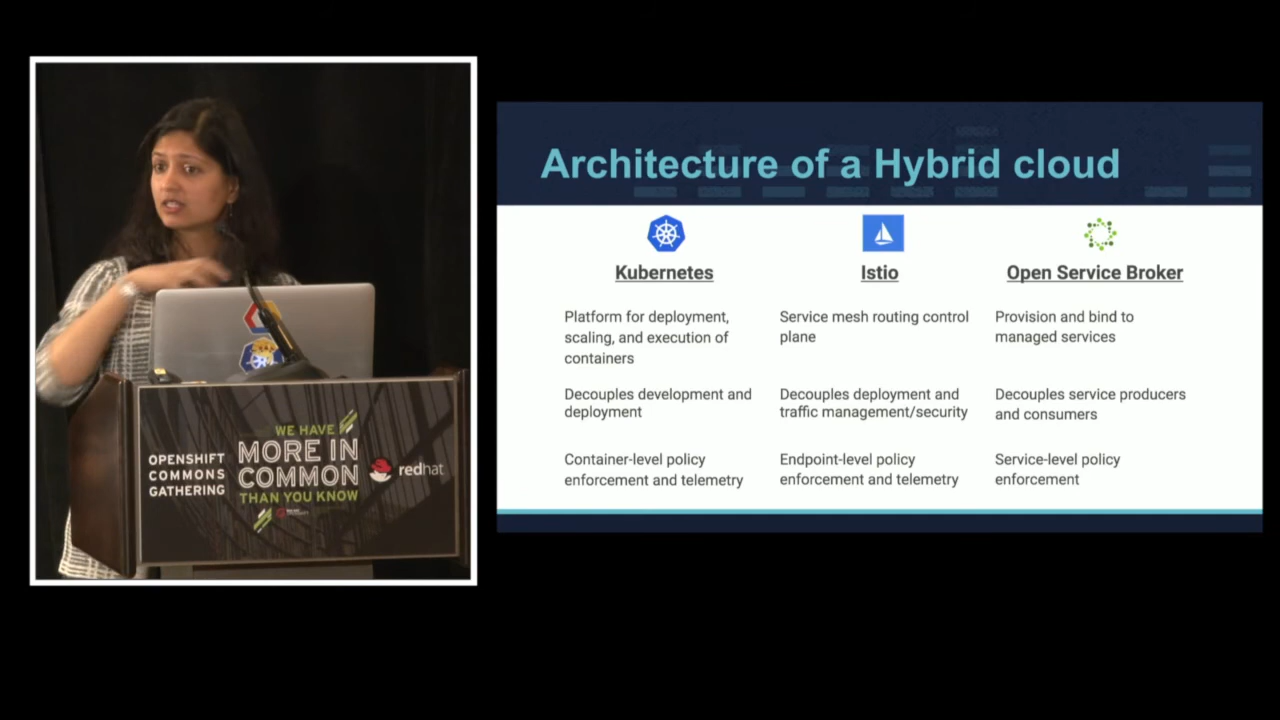 OPENSHIFT
COMMONS
GATHERING
WE HAVE
MORE IN
COMMON
THAN YOU KNOW
redhat
Architecture of a Hybrid cloud
Kubernetes
Platform for deployment,
scaling, and execution of
containers
Decouples development and
deployment
Container-level policy
enforcement and telemetry
Istio
Service mesh routing control
plane
Decouples deployment and
traffic management/security
Endpoint-level policy
enforcement and telemetry
Open Service Broker
Provision and bind to
managed services
Decouples service producers
and consumers
Service-level policy
enforcement